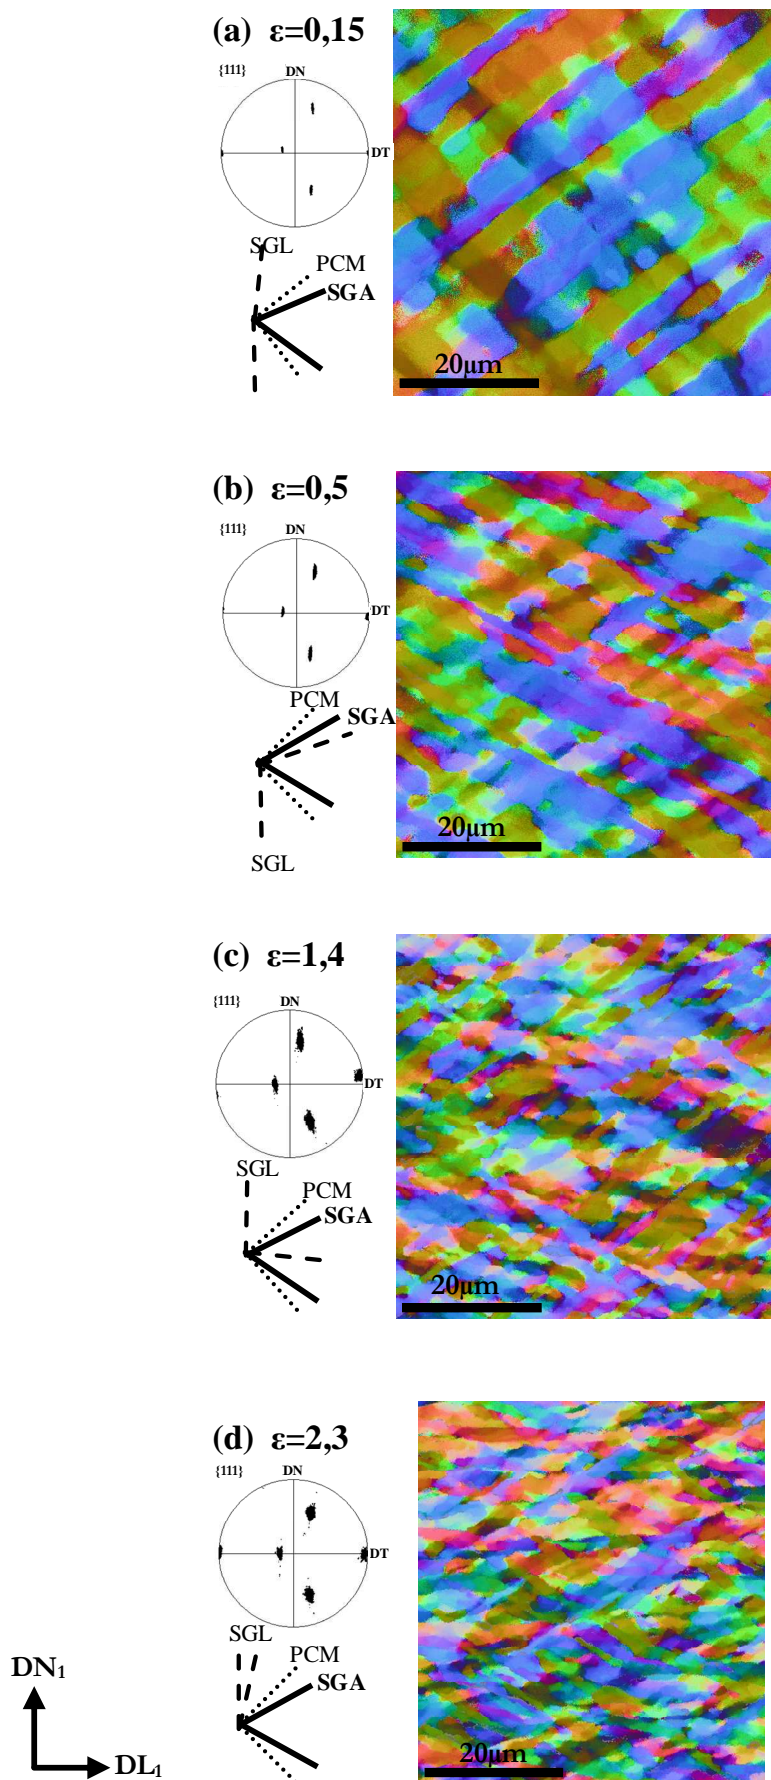 (a) ε=0,15
{111}
DN
DT
SGL
PCM
SGA
20µm
(b) ε=0,5
{111}
DN
DT
PCM
SGA
SGL
20µm
(c) ε=1,4
{111}
DN
DT
SGL
PCM
SGA
20µm
(d) ε=2,3
{111}
DN
DT
SGL
PCM
SGA
20µm
DN₁
DL₁